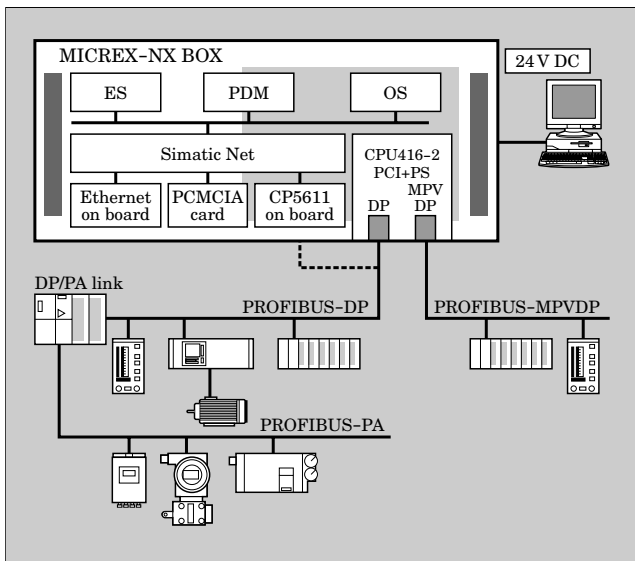 MICREX-NX BOX
24V DC
ES
PDM
OS
Simatic Net
CPU416-2
PCI+PS
MPV
DP
DP
Ethernet
on board
PCMCIA
card
CP5611
on board
DP/PA link
PROFIBUS-DP
PROFIBUS-MPVDP
PROFIBUS-PA